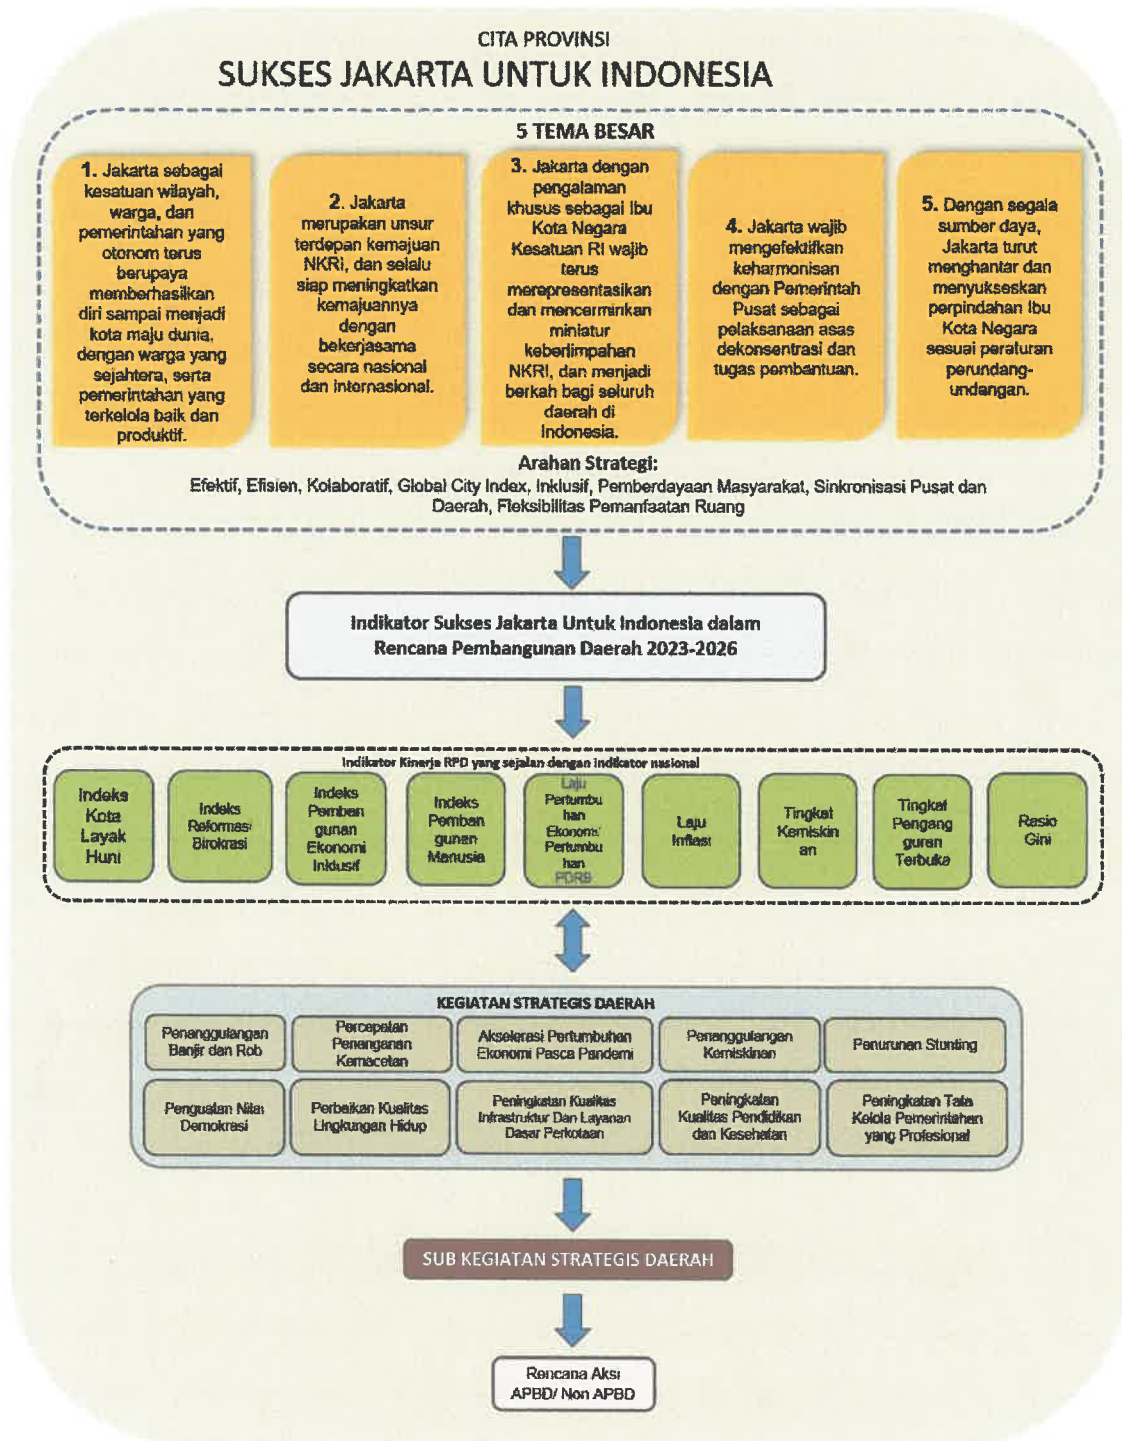 CITA PROVINSI
SUKSES JAKARTA UNTUK INDONESIA
5 TEMA BESAR
1. Jakarta sebagai
kesatuan wilayah,
warga, dan
pemerintahan yang
otonom terus
berupaya
memberhasilkan
diri sampai menjadi
kota maju dunia,
dengan warga yang
sejahtera, serta
pemerintahan yang
terkelola baik dan
produktif.
2. Jakarta
merupakan unsur
terdepan kemajuan
NKRI, dan selalu
siap meningkatkan
kemajuannya
dengan
bekerjasama
secara nasional
dan internasional.
3. Jakarta dengan
pengalaman
khusus sebagai Ibu
Kota Negara
Kesatuan RI wajib
terus
merepresentasikan
dan mencerminkan
miniatur
keberlimpahan
NKRI, dan menjadi
berkah bagi seluruh
daerah di
Indonesia.
4. Jakarta wajib
mengefektifkan
keharmonisan
dengan Pemerintah
Pusat sebagai
pelaksanaan asas
dekonsentrasi dan
tugas pembantuan.
5. Dengan segala
sumber daya,
Jakarta turut
menghantar dan
menyukseskan
perpindahan Ibu
Kota Negara
sesuai peraturan
perundang-
undangan.
Arahan Strategi:
Efektif, Efisien, Kolaboratif, Global City Index, Inklusif, Pemberdayaan Masyarakat, Sinkronisasi Pusat dan
Daerah, Fleksibilitas Pemanfaatan Ruang
Indikator Sukses Jakarta Untuk Indonesia dalam
Rencana Pembangunan Daerah 2023-2026
Indikator Kinerja RPD yang sejalan dengan indikator nasional
Indeks
Kota
Layak
Huni
Indeks
Reformasi
Birokrasi
Indeks
Pemban
gunan
Ekonomi
Inklusif
Indeks
Pemban
gunan
Manusia
Laju
Pertumbu
han
Ekonomi/
Pertumbu
han
PDRB
Laju
Inflasi
Tingkat
Kemiskin
an
Tingkat
Pengang
guran
Terbuka
Rasio
Gini
KEGIATAN STRATEGIS DAERAH
Penanggulangan
Banjir dan Rob
Percepatan
Penanganan
Kemacetan
Akselerasi Pertumbuhan
Ekonomi Pasca Pandemi
Penanggulangan
Kemiskinan
Penurunan Stunting
Penguatan Nilai
Demokrasi
Perbaikan Kualitas
Lingkungan Hidup
Peningkatan Kualitas
Infrastruktur Dan Layanan
Dasar Perkotaan
Peningkatan
Kualitas Pendidikan
dan Kesehatan
Peningkatan Tata
Kelola Pemerintahan
yang Profesional
SUB KEGIATAN STRATEGIS DAERAH
Rencana Aksi
APBD/ Non APBD